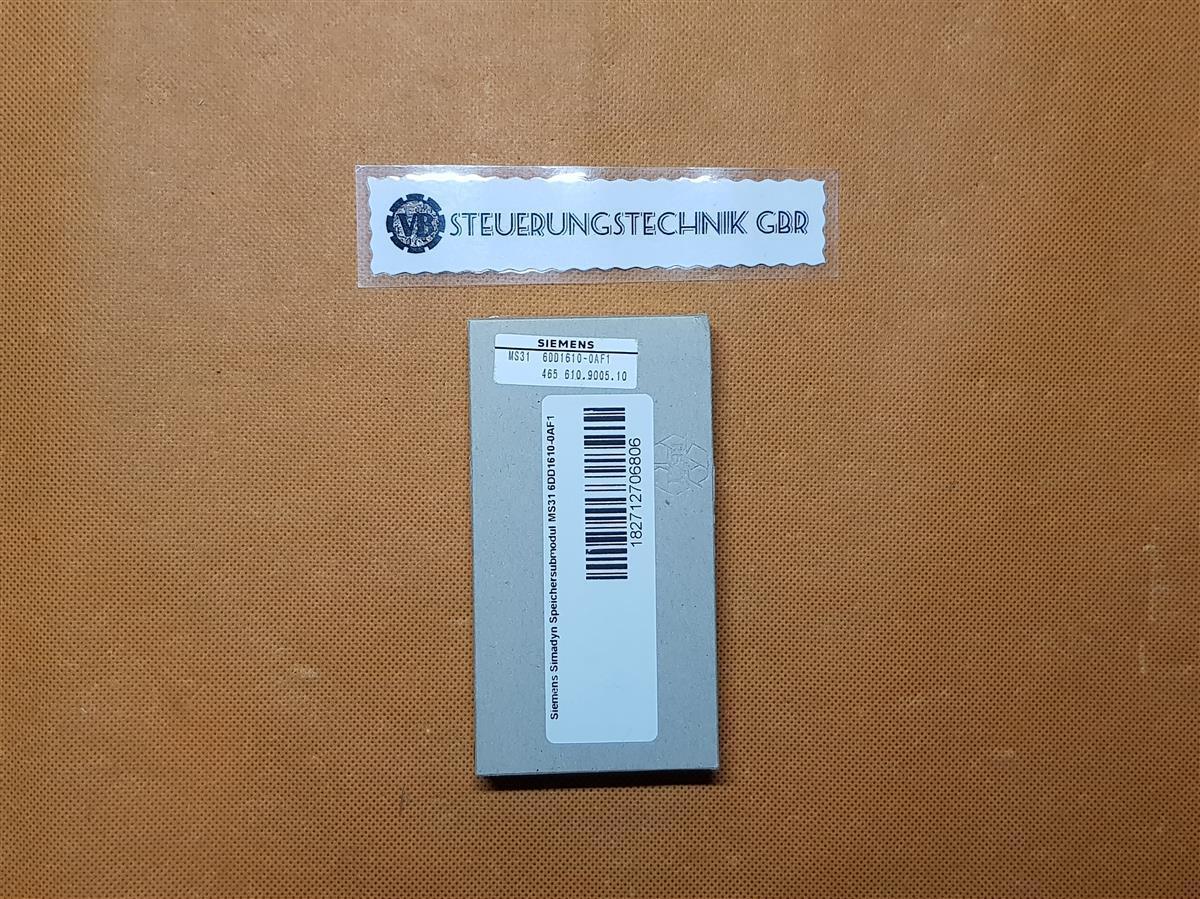 VB STEUERUNGSTECHNIK GBR
SIEMENS
MS31 6DD1610-0AF1
465 610.9005.10
Siemens Simadyn Speichersubmodul MS31 6DD1610-0AF1
182712706806